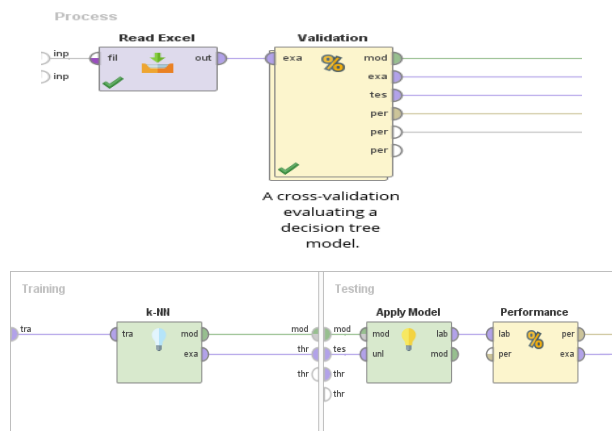 Process
Read Excel
Validation
inp
inp
fil
out
exa
mod
exa
tes
per
per
per
A cross-validation
evaluating a
decision tree
model.
Training
Testing
k-NN
Apply Model
Performance
tra
tra
mod
exa
mod
thr
thr
mod
tes
thr
thr
mod
unl
lab
mod
lab
per
per
exa